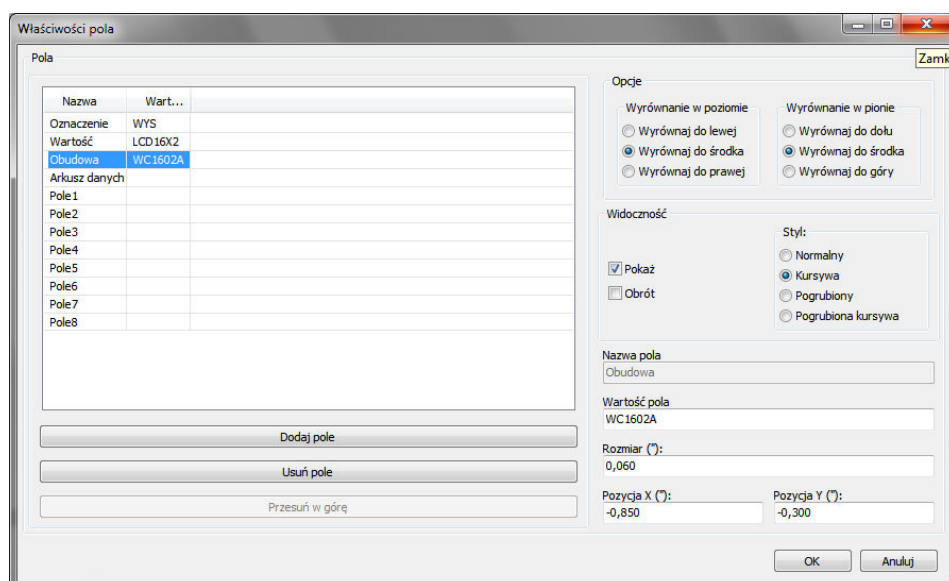 Właściwości pola
Zamk
Pola
Nazwa Wart...
Oznaczenie WYS
Wartość LCD16X2
Obudowa WC1602A
Arkusz danych
Pole1
Pole2
Pole3
Pole4
Pole5
Pole6
Pole7
Pole8
Dodaj pole
Usuń pole
Przesuń w górę
Opcje
Wyrównanie w poziomie
Wyrównaj do lewej
Wyrównaj do środka
Wyrównaj do prawej
Wyrównanie w pionie
Wyrównaj do dołu
Wyrównaj do środka
Wyrównaj do góry
Widoczność
Pokaż
Obrót
Styl:
Normalny
Kursywa
Pogrubiony
Pogrubiona kursywa
Nazwa pola
Obudowa
Wartość pola
WC1602A
Rozmiar ("):
0,060
Pozycja X ("): Pozycja Y ("):
-0,850 -0,300
OK Anuluj